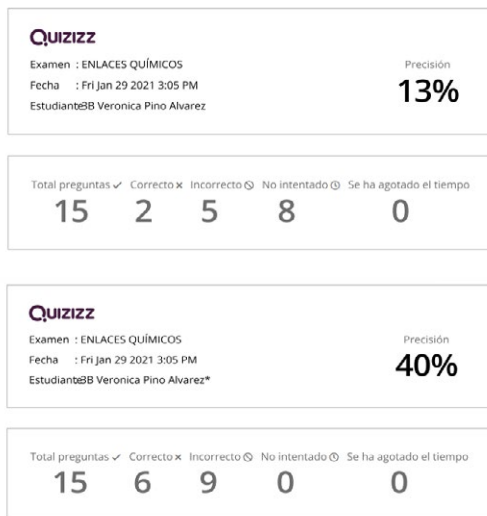 Quizizz
Examen : ENLACES QUÍMICOS
Fecha : Fri Jan 29 2021 3:05 PM
Estudiante3B Veronica Pino Alvarez
Precisión
13%
Total preguntas Correcto Incorrecto No intentado Se ha agotado el tiempo
15 2 5 8 0
Quizizz
Examen : ENLACES QUÍMICOS
Fecha : Fri Jan 29 2021 3:05 PM
Estudiante3B Veronica Pino Alvarez*
Precisión
40%
Total preguntas Correcto Incorrecto No intentado Se ha agotado el tiempo
15 6 9 0 0